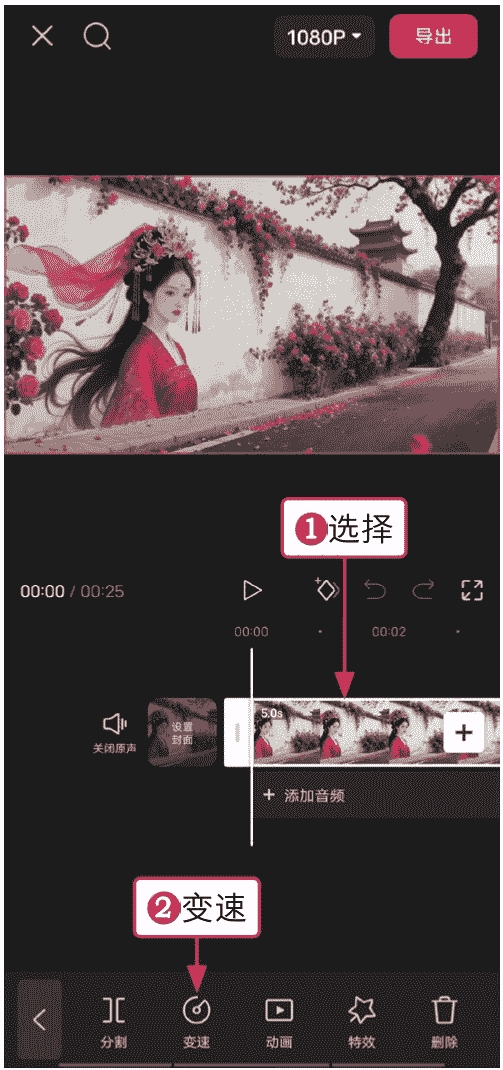 1080P
导出
1选择
00:00 / 00:25
00:00
00:02
关闭原声
设置
封面
5.0s
+ 添加音频
2变速
分割
变速
动画
特效
删除